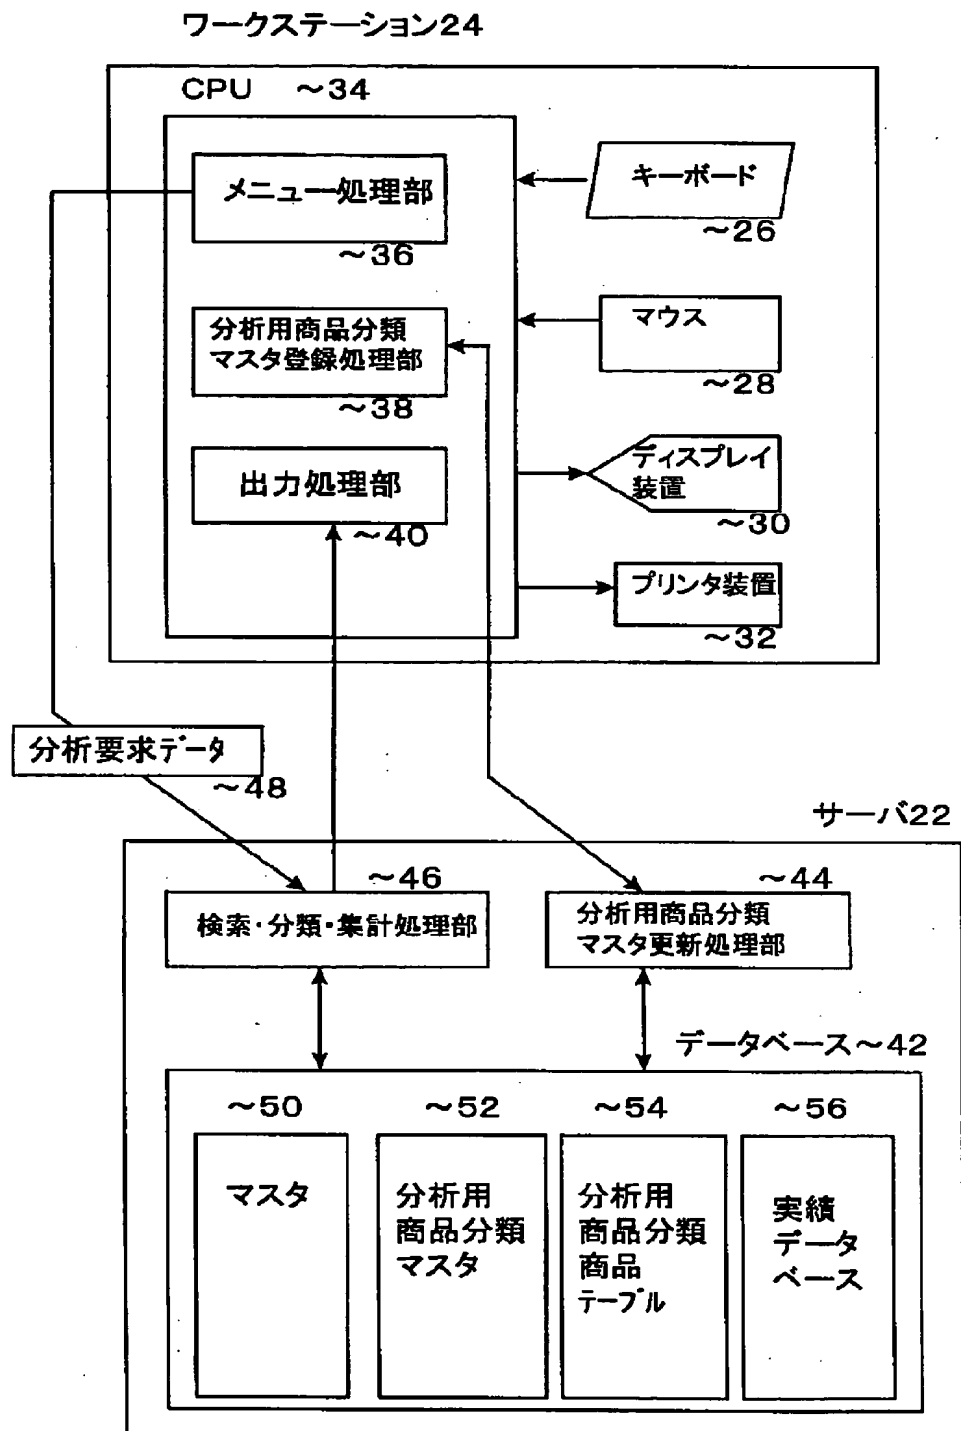 ワークステーション24
CPU ～34
メニュー処理部
～36
キーボード
～26
分析用商品分類
マスタ登録処理部
～38
マウス
～28
出力処理部
～40
ディスプレイ
装置
～30
プリンタ装置
～32
分析要求データ
～48
サーバ22
～46
検索・分類・集計処理部
～44
分析用商品分類
マスタ更新処理部
データベース～42
～50
マスタ
～52
分析用
商品分類
マスタ
～54
分析用
商品分類
商品
テーブル
～56
実績
データ
ベース